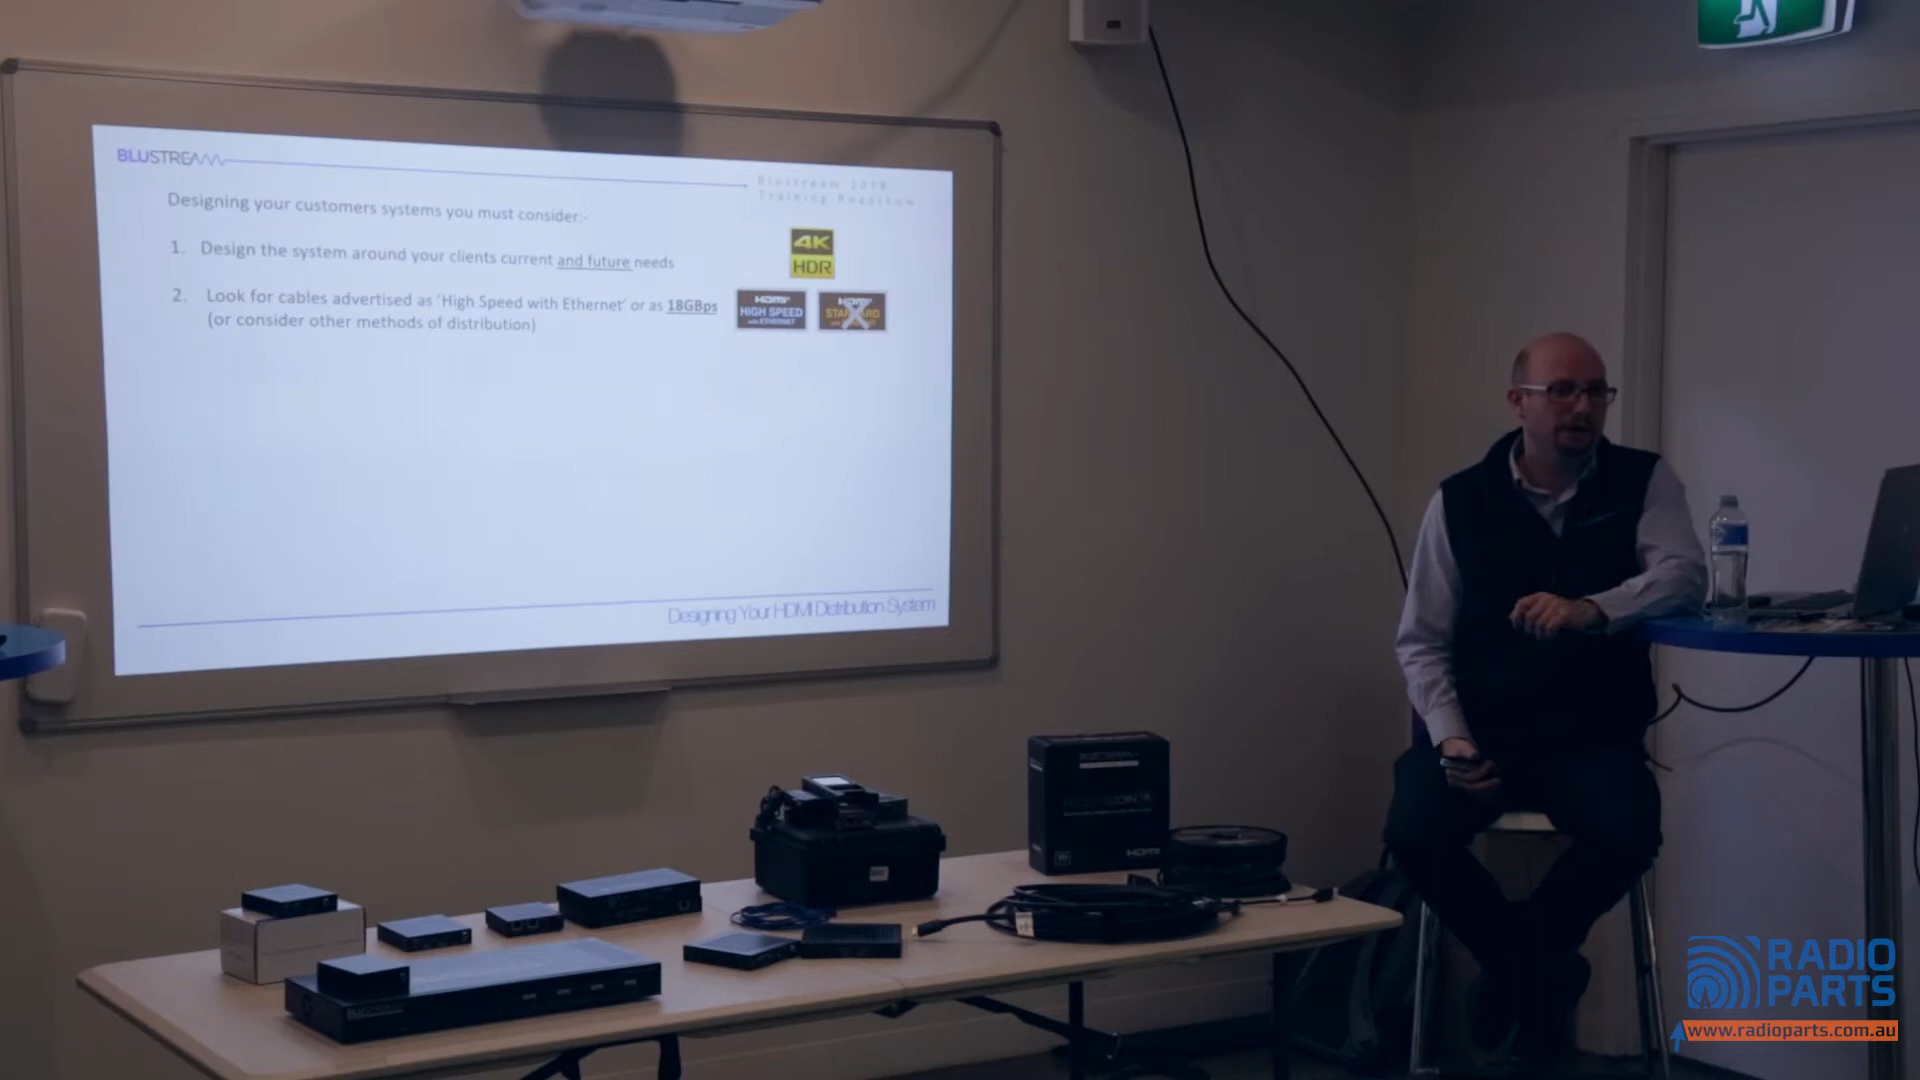 BLUSTREAM
Blustream 2018
Training Roadshow
Designing your customers systems you must consider:-
1. Design the system around your clients current and future needs
4K
HDR
2. Look for cables advertised as 'High Speed with Ethernet' or as 18GBps
(or consider other methods of distribution)
HDMI
HIGH SPEED
with ETHERNET
HDMI
Designing Your HDMI Distribution System
BLUSTREAM
HDMI
RADIO
PARTS
www.radioparts.com.au